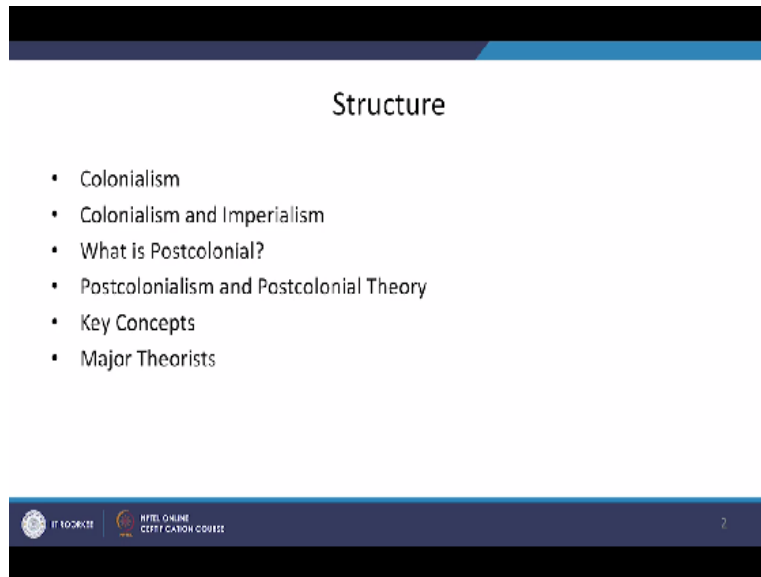 Structure
• Colonialism
• Colonialism and Imperialism
• What is Postcolonial?
• Postcolonialism and Postcolonial Theory
• Key Concepts
• Major Theorists
IIT ROORKEE
NPTEL ONLINE
CERTIFICATION COURSE
2